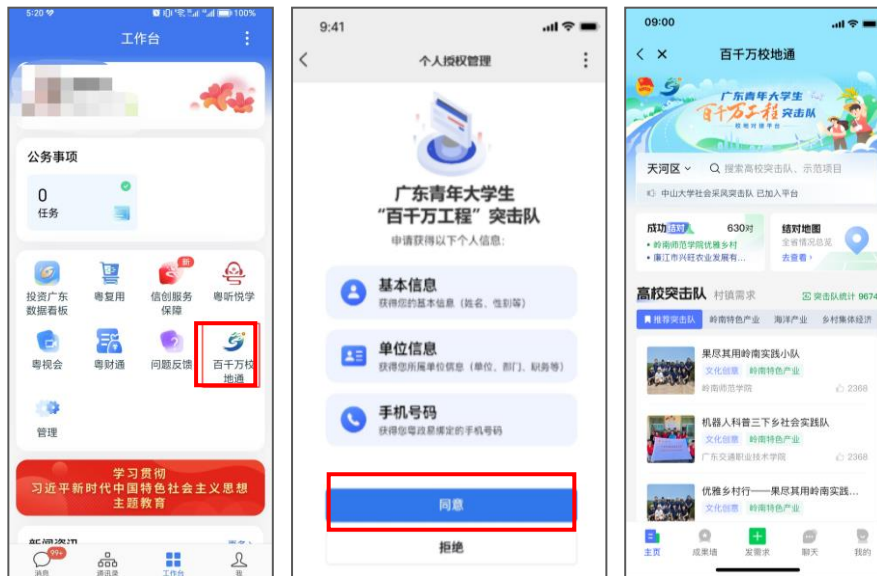 5:20
100%
工作台
公务事项
0
任务
新
投资广东
数据看板
粤复用
信创服务
保障
粤听悦学
粤视会
粤财通
问题反馈
百千万校
地通
管理
学习贯彻
习近平新时代中国特色社会主义思想
主题教育
新闻资讯
更多>
99+
消息
通讯录
工作台
我
9:41
个人授权管理
广东青年大学生
“百千万工程”突击队
申请获得以下个人信息:
基本信息
获得您的基本信息（姓名、性别等）
单位信息
获得您所属单位信息（单位、部门、职务等）
手机号码
获得您粤政易绑定的手机号码
同意
拒绝
09:00
百千万校地通
广东青年大学生
百千万工程 突击队
校地对接平台
天河区
搜索高校突击队、示范项目
中山大学社会采风突击队 已加入平台
成功结对
630对
岭南师范学院优雅乡村
廉江市兴旺农业发展有...
结对地图
全省情况总览
去查看>
高校突击队
村镇需求
突击队统计 9674
推荐突击队
岭南特色产业
海洋产业
乡村集体经济
果尽其用岭南实践小队
文化创意
岭南特色产业
岭南师范学院
2368
机器人科普三下乡社会实践队
文化创意
岭南特色产业
广东交通职业技术学院
2368
优雅乡村行——果尽其用岭南实践...
文化创意
岭南特色产业
主页
成果墙
发需求
聊天
我的